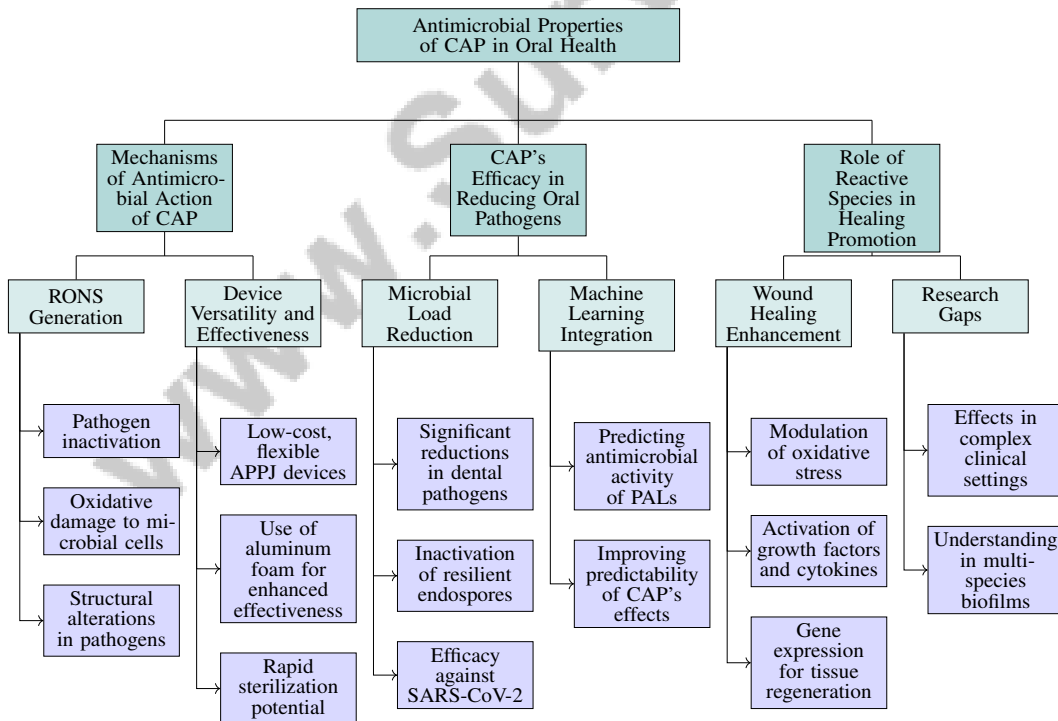 Antimicrobial Properties
of CAP in Oral Health
Mechanisms
of Antimicro-
bial Action
of CAP
CAP's
Efficacy in
Reducing Oral
Pathogens
Role of
Reactive
Species in
Healing
Promotion
RONS
Generation
Device
Versatility and
Effectiveness
Microbial
Load
Reduction
Machine
Learning
Integration
Wound
Healing
Enhancement
Research
Gaps
Pathogen
inactivation
Oxidative
damage to mi-
crobial cells
Structural
alterations
in pathogens
Low-cost,
flexible
APPJ devices
Use of
aluminum
foam for
enhanced
effectiveness
Rapid
sterilization
potential
Significant
reductions
in dental
pathogens
Inactivation
of resilient
endospores
Efficacy
against
SARS-CoV-2
Predicting
antimicrobial
activity
of PALs
Improving
predictability
of CAP's
effects
Modulation
of oxidative
stress
Activation of
growth factors
and cytokines
Gene
expression
for tissue
regeneration
Effects in
complex
clinical
settings
Understanding
in multi-
species
biofilms
www.Su